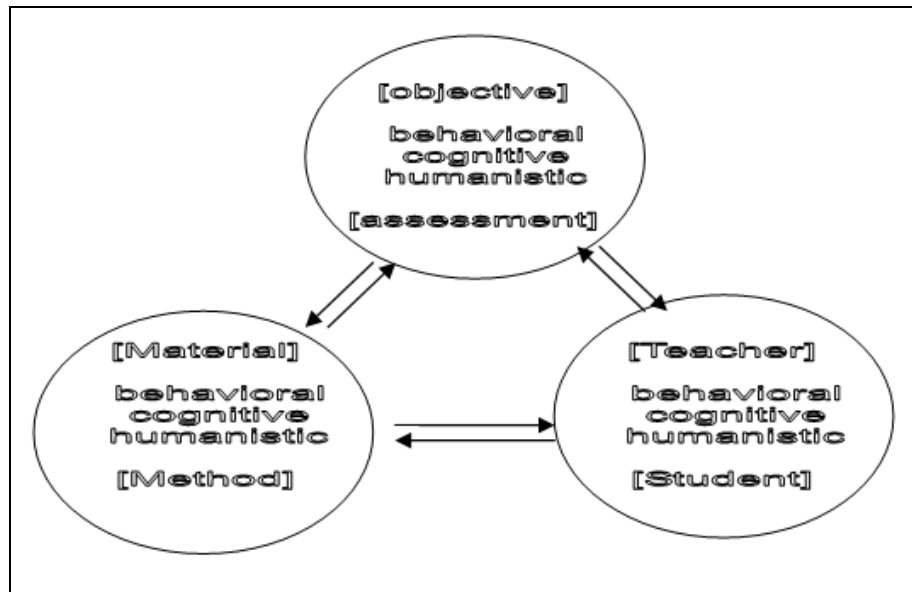 [objective]
behavioral
cognitive
humanistic
[assessment]
[Material]
behavioral
cognitive
humanistic
[Method]
[Teacher]
behavioral
cognitive
humanistic
[Student]